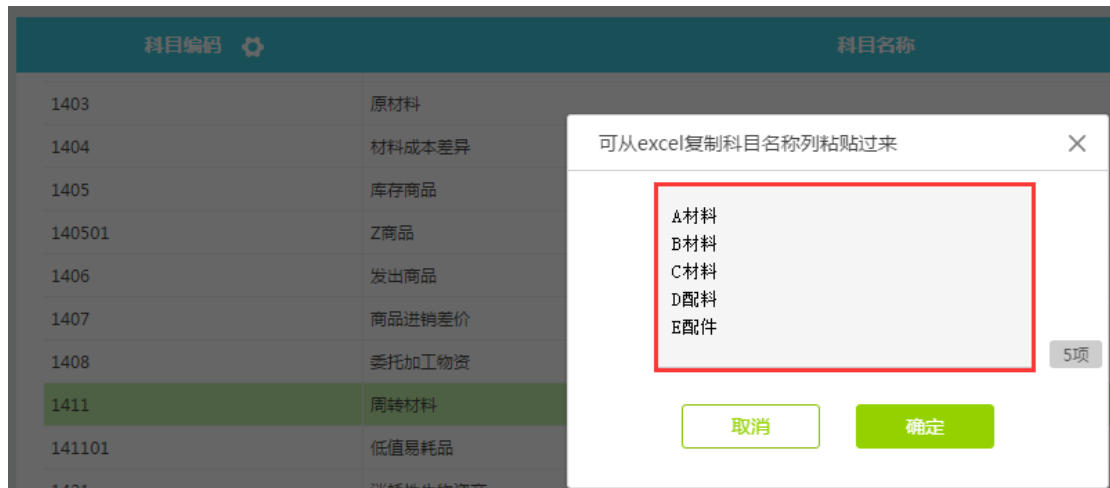 科目编码 科目名称
1403 原材料
1404 材料成本差异
1405 库存商品
140501 Z商品
1406 发出商品
1407 商品进销差价
1408 委托加工物资
1411 周转材料
141101 低值易耗品
可从excel复制科目名称列粘贴过来
A材料
B材料
C材料
D配料
E配件
5项
取消 确定